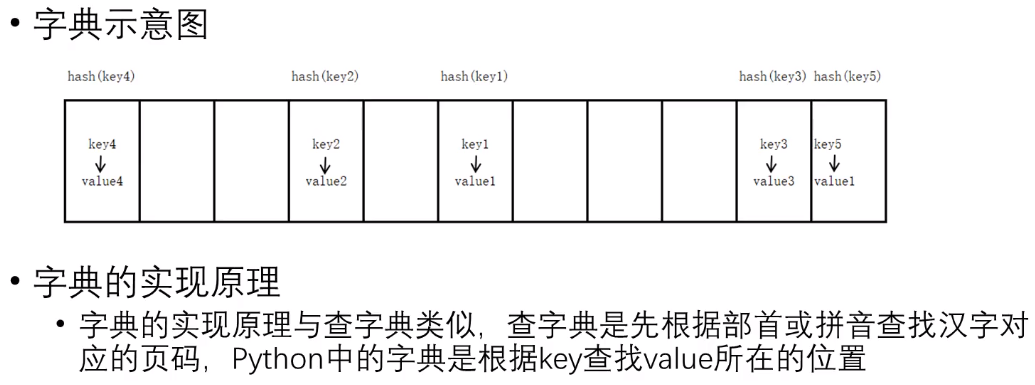 • 字典示意图
hash(key4) hash(key2) hash(key1) hash(key3) hash(key5)
key4 key2 key1 key3 key5
value4 value2 value1 value3 value1
• 字典的实现原理
• 字典的实现原理与查字典类似，查字典是先根据部首或拼音查找汉字对
应的页码，Python中的字典是根据key查找value所在的位置